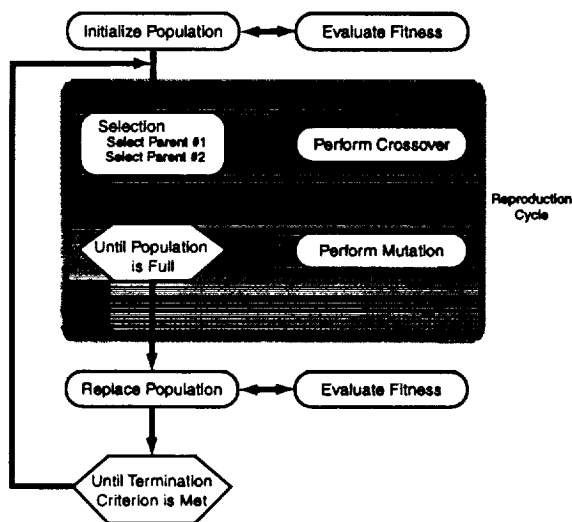 Initialize Population
Evaluate Fitness
Selection
Select Parent #1
Select Parent #2
Perform Crossover
Reproduction
Cycle
Until Population
is Full
Perform Mutation
Replace Population
Evaluate Fitness
Until Termination
Criterion is Met